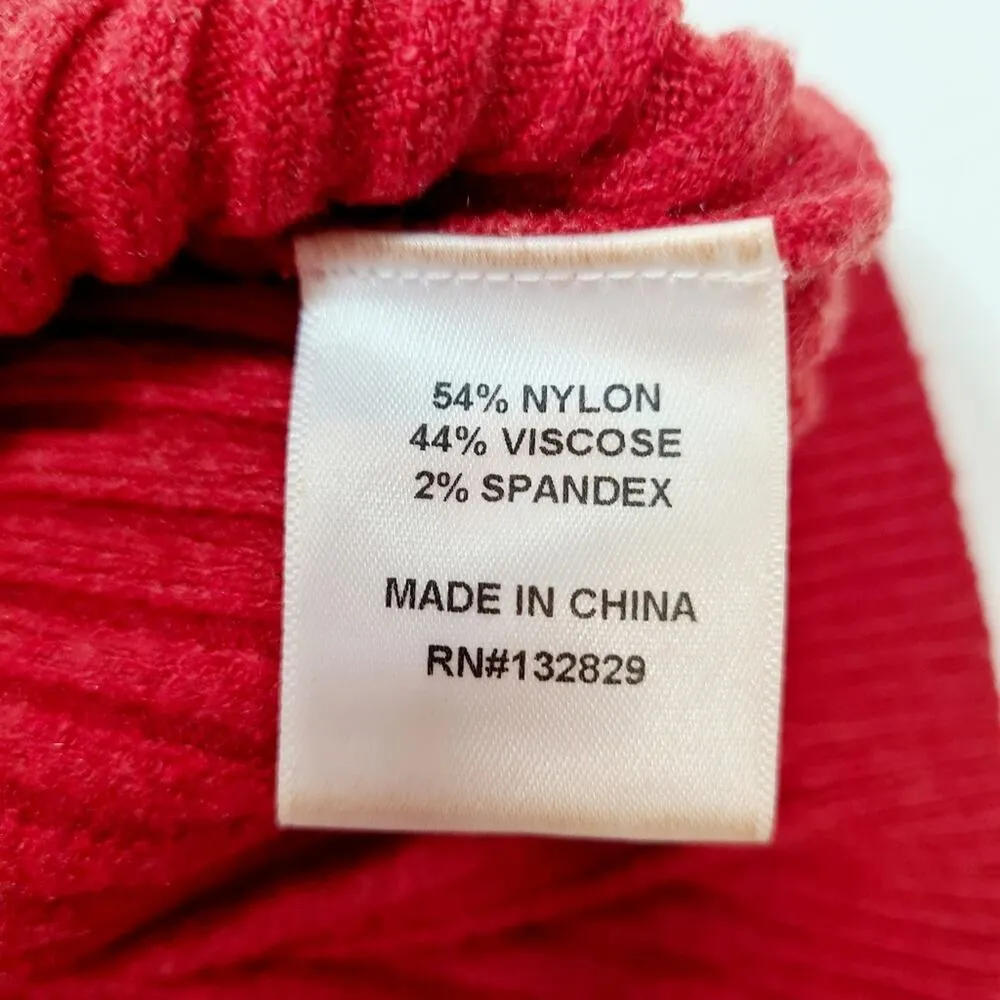 54% NYLON
44% VISCOSE
2% SPANDEX
MADE IN CHINA
RN#132829